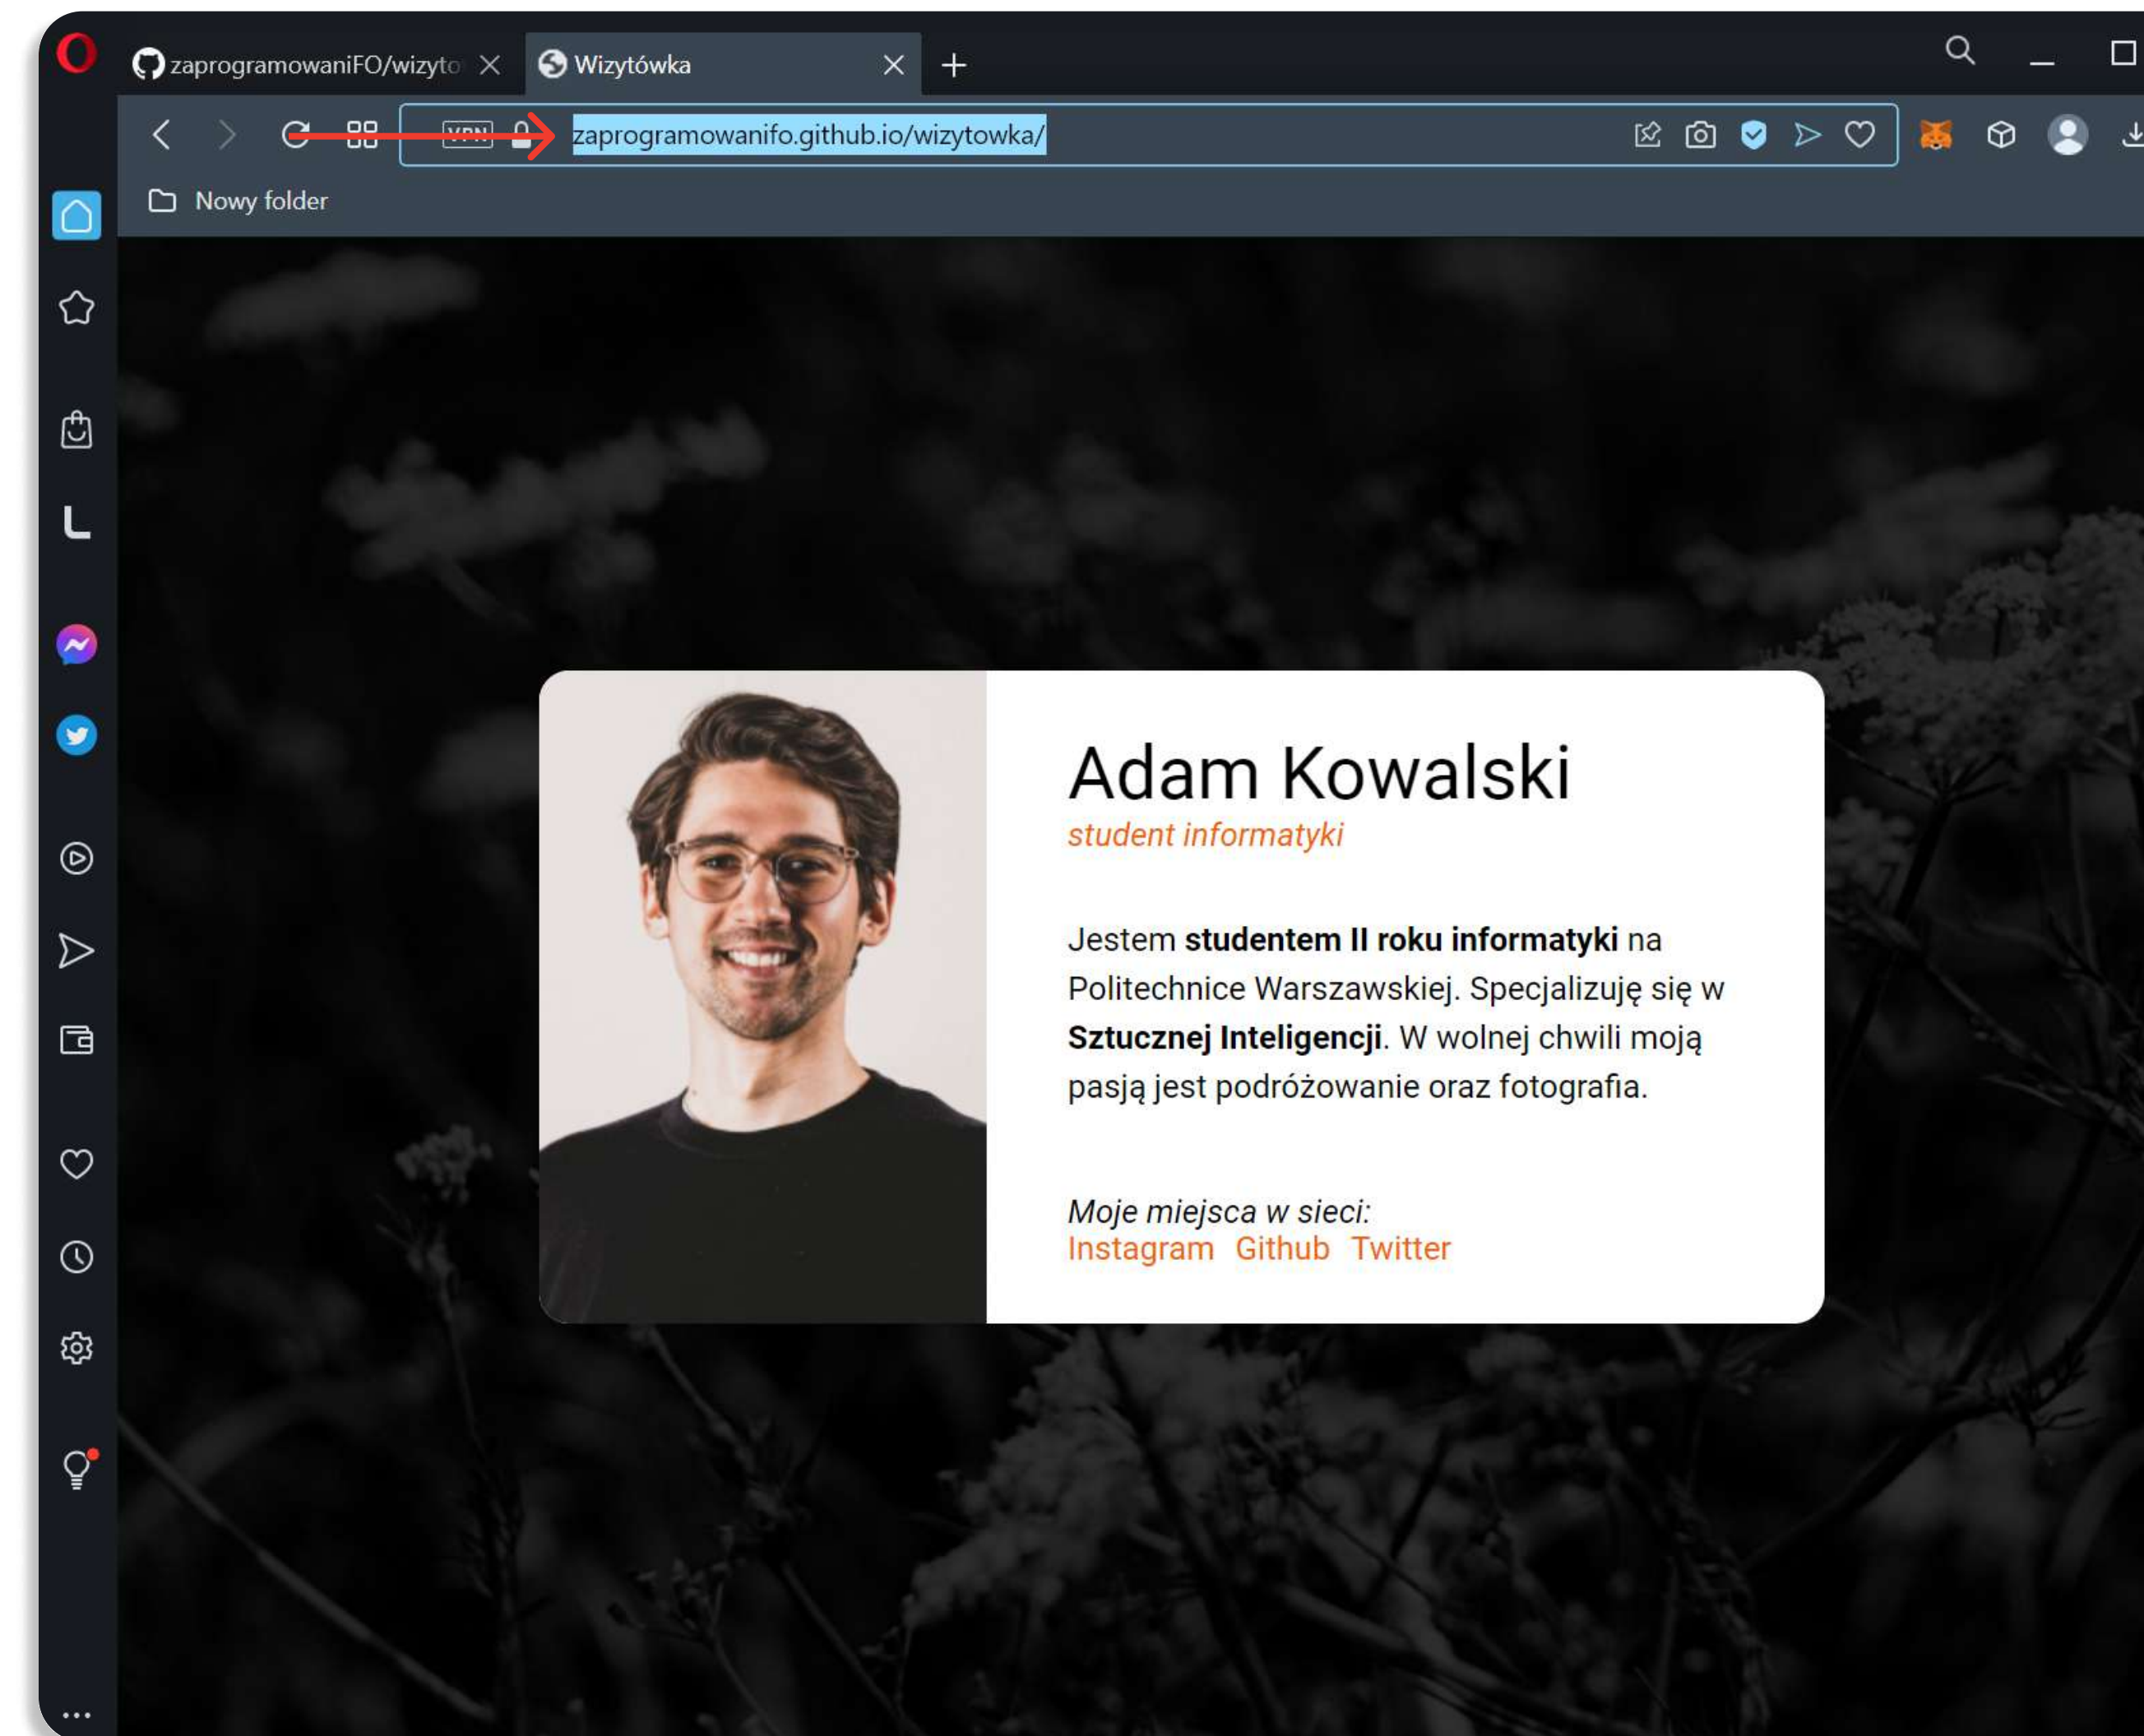 zaprogramowaniFO/wizyto
Wizytówka
VPN
zaprogramowanifo.github.io/wizytowka/
Nowy folder
Adam Kowalski
student informatyki
Jestem studentem II roku informatyki na
Politechnice Warszawskiej. Specjalizuję się w
Sztucznej Inteligencji. W wolnej chwili moją
pasją jest podróżowanie oraz fotografia.
Moje miejsca w sieci:
Instagram Github Twitter